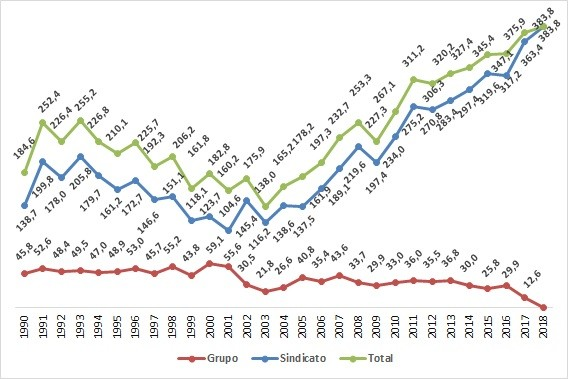 184,6 252,4 226,4 255,2 226,8 210,1 225,7 192,3 206,2 161,8 182,8 160,2 175,9 138,0 165,2 178,2 197,3 232,7 253,3 227,3 267,1 311,2 306,3 320,2 327,4 345,4 347,1 375,9 383,8
138,7 199,8 178,0 205,8 179,7 161,2 172,7 146,6 151,1 118,1 123,7 104,6 145,4 116,2 138,6 137,5 161,9 189,1 219,6 197,4 234,0 275,2 270,8 283,4 297,4 319,6 317,2 363,4 383,8
45,8 52,6 48,4 49,5 47,0 48,9 53,0 45,7 55,2 43,8 59,1 55,6 30,5 21,8 26,6 40,8 35,4 43,6 33,7 29,9 33,0 36,0 35,5 36,8 30,0 25,8 29,9 12,6
1990 1991 1992 1993 1994 1995 1996 1997 1998 1999 2000 2001 2002 2003 2004 2005 2006 2007 2008 2009 2010 2011 2012 2013 2014 2015 2016 2017 2018
Grupo Sindicato Total